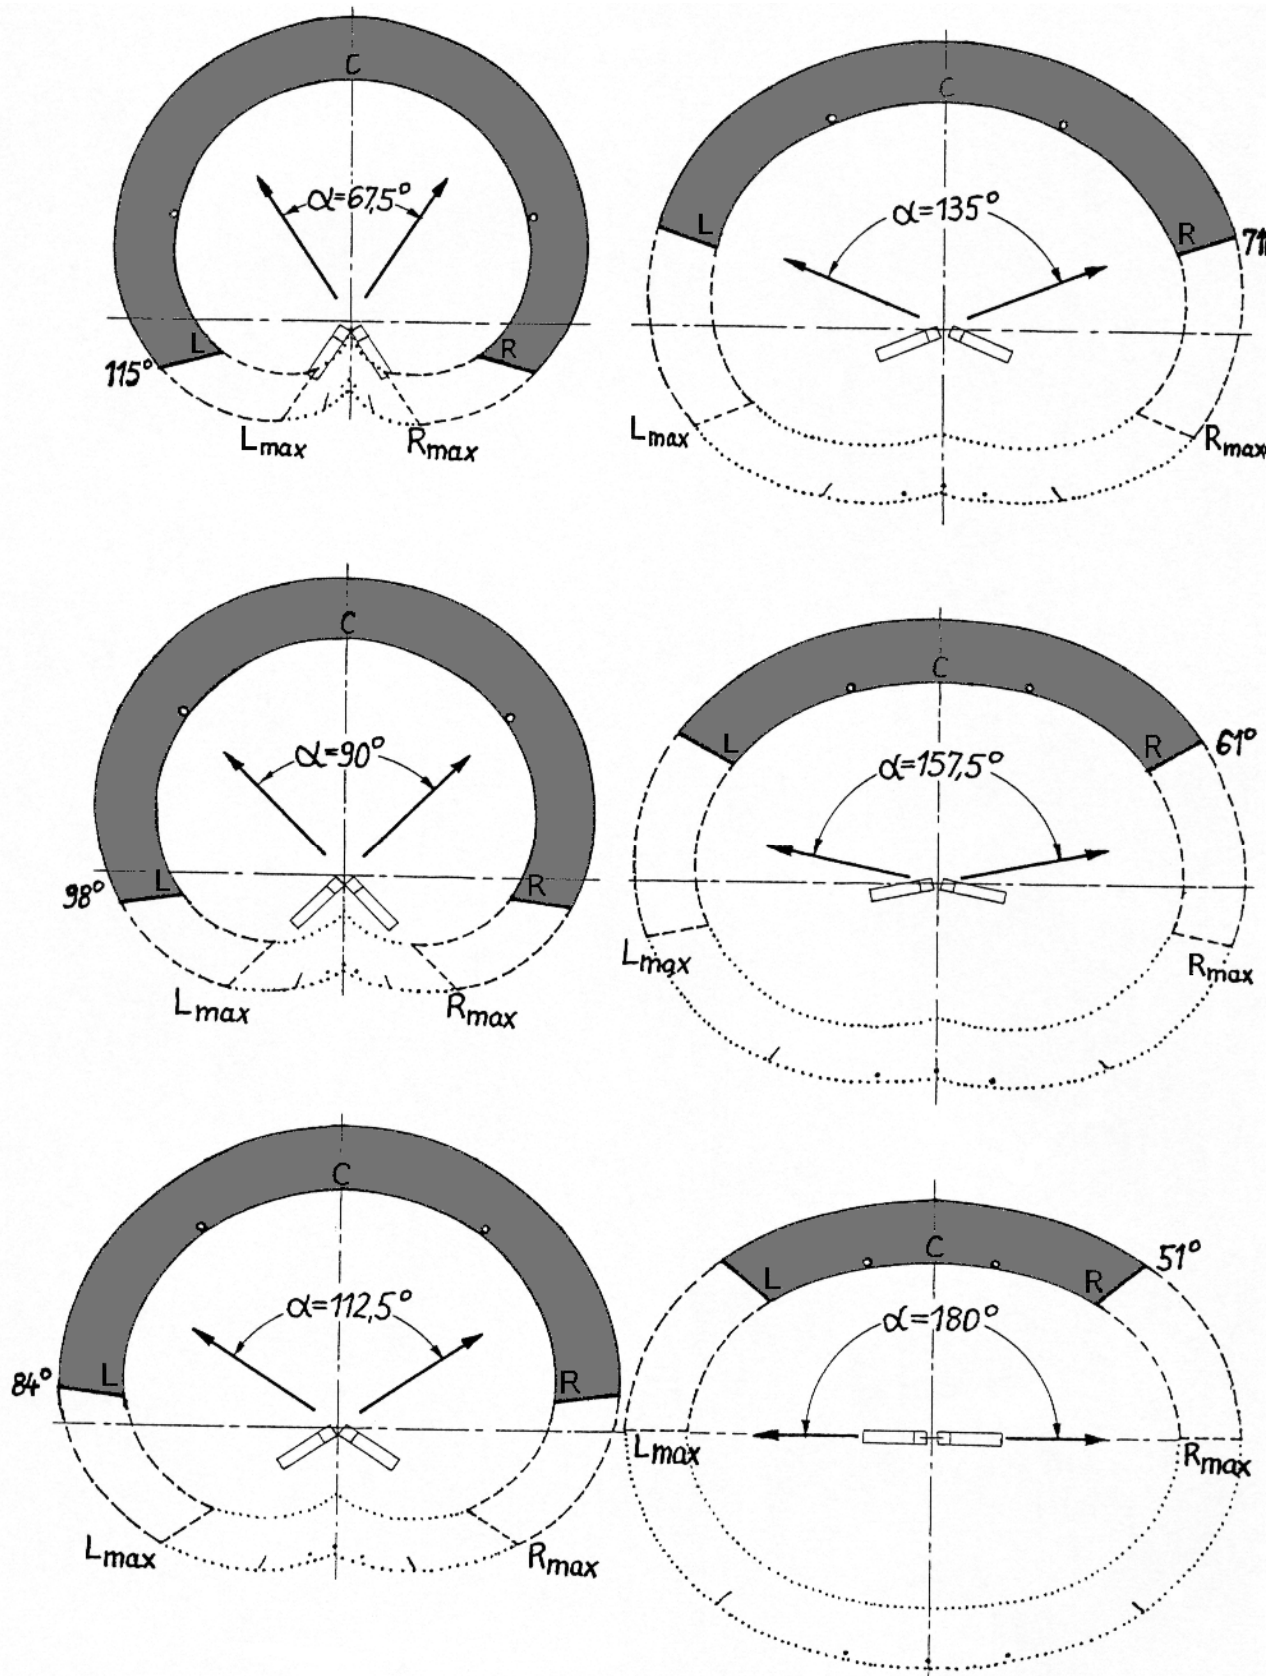 C
α=67,5°
L
R
115°
Lmax
Rmax
C
α=135°
L
R
Lmax
Rmax
C
α=90°
98°
L
R
Lmax
Rmax
C
L
R
61°
α=157,5°
Lmax
Rmax
C
α=112,5°
84°
L
R
Lmax
Rmax
C
51°
L
R
α=180°
Lmax
Rmax